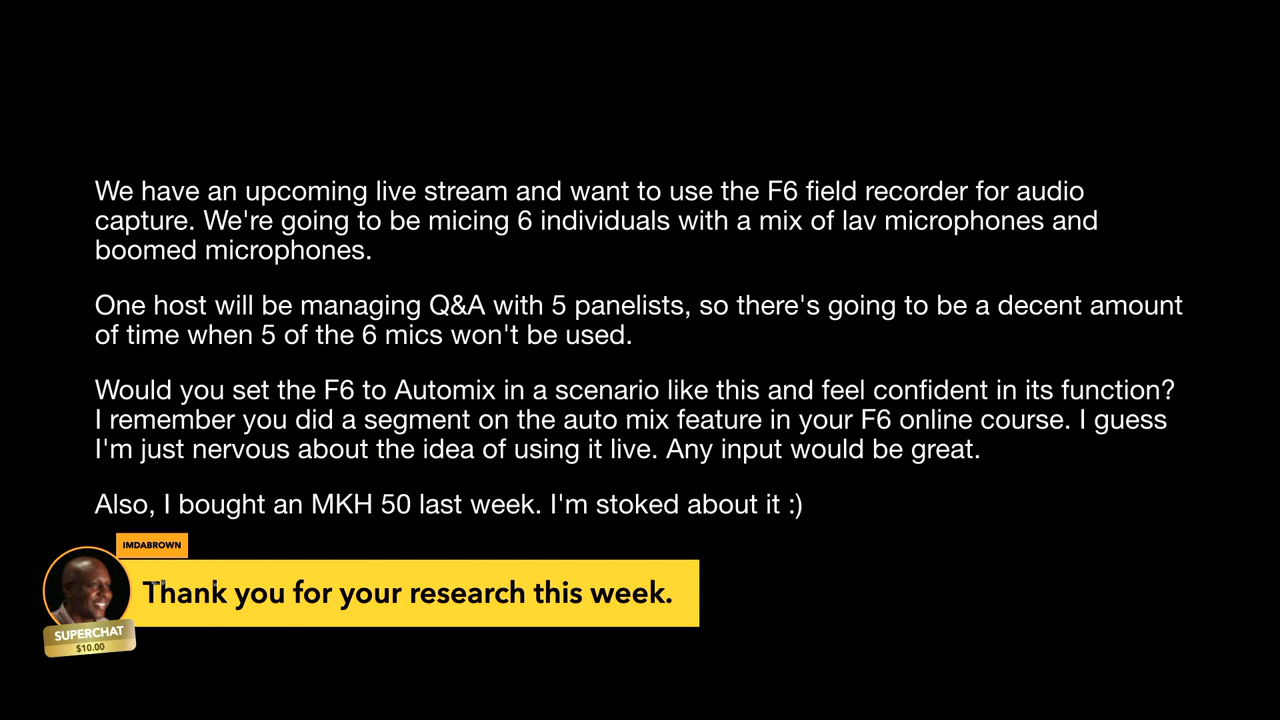 We have an upcoming live stream and want to use the F6 field recorder for audio
capture. We're going to be micing 6 individuals with a mix of lav microphones and
boomed microphones.
One host will be managing Q&A with 5 panelists, so there's going to be a decent amount
of time when 5 of the 6 mics won't be used.
Would you set the F6 to Automix in a scenario like this and feel confident in its function?
I remember you did a segment on the auto mix feature in your F6 online course. I guess
I'm just nervous about the idea of using it live. Any input would be great.
Also, I bought an MKH 50 last week. I'm stoked about it :)
IMDABROWN
Thank you for your research this week.
SUPERCHAT
$10.00